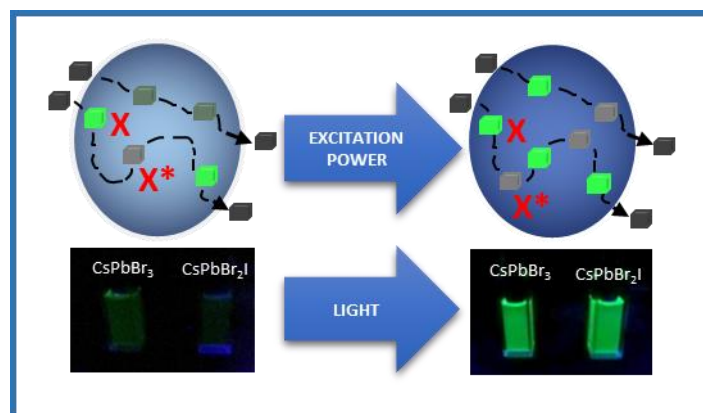 X
X*
EXCITATION
POWER
X
X*
CsPbBr₃ CsPbBr₂I
LIGHT
CsPbBr₃ CsPbBr₂I